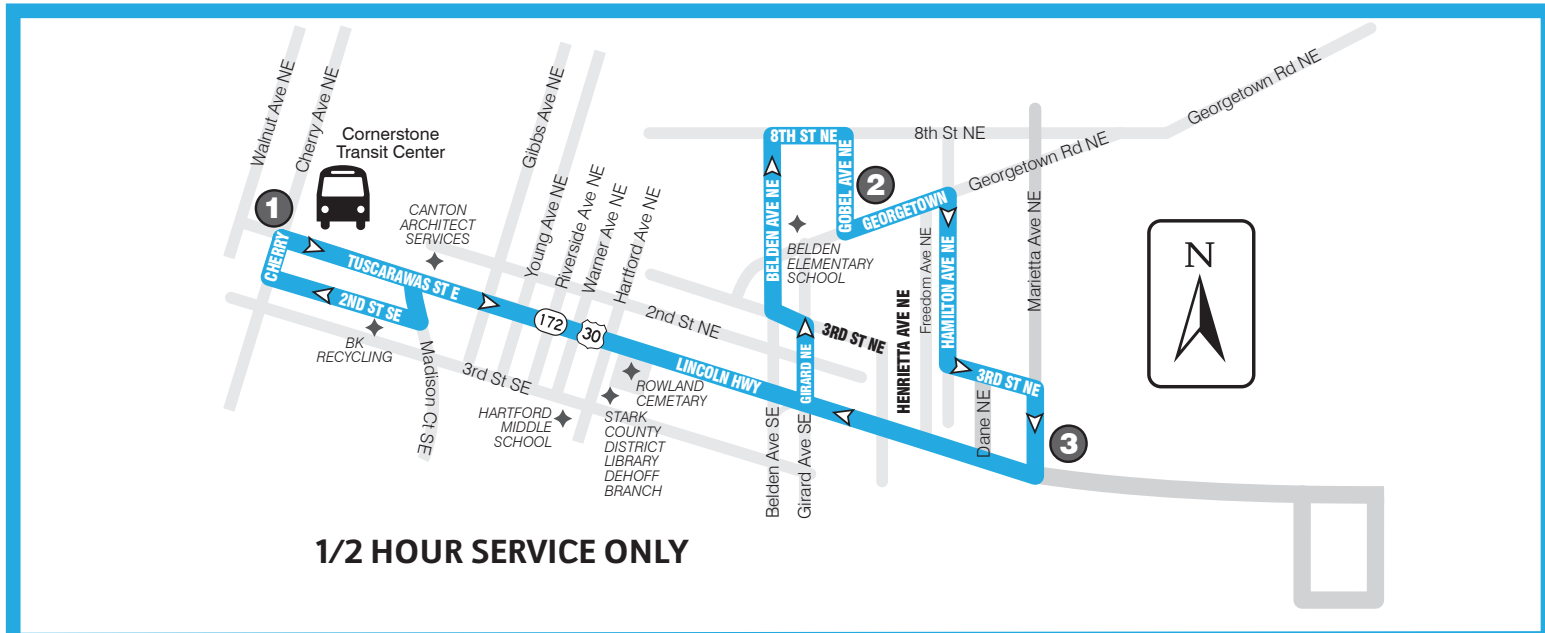 Walnut Ave NE
Cherry Ave NE
Cornerstone
Transit Center
1
CHERRY
TUSCARAWAS ST E
2ND ST SE
BK
RECYCLING
CANTON
ARCHITECT
SERVICES
Madison Ct SE
3rd St SE
Gibbs Ave NE
Young Ave NE
Riverside Ave NE
Warner Ave NE
Hartford Ave NE
172
30
2nd St NE
LINCOLN HWY
HARTFORD
MIDDLE
SCHOOL
ROWLAND
CEMETARY
STARK
COUNTY
DISTRICT
LIBRARY
DEHOFF
BRANCH
8TH ST NE
8th St NE
BELDEN AVE NE
GOBEL AVE NE
2
BELDEN
ELEMENTARY
SCHOOL
GEORGETOWN
Georgetown Rd NE
Georgetown Rd NE
3RD ST NE
GIRARD NE
Belden Ave SE
Girard Ave SE
HENRIETTA AVE NE
Freedom Ave NE
HAMILTON AVE NE
Marietta Ave NE
3RD ST NE
Dane NE
3
N
1/2 HOUR SERVICE ONLY